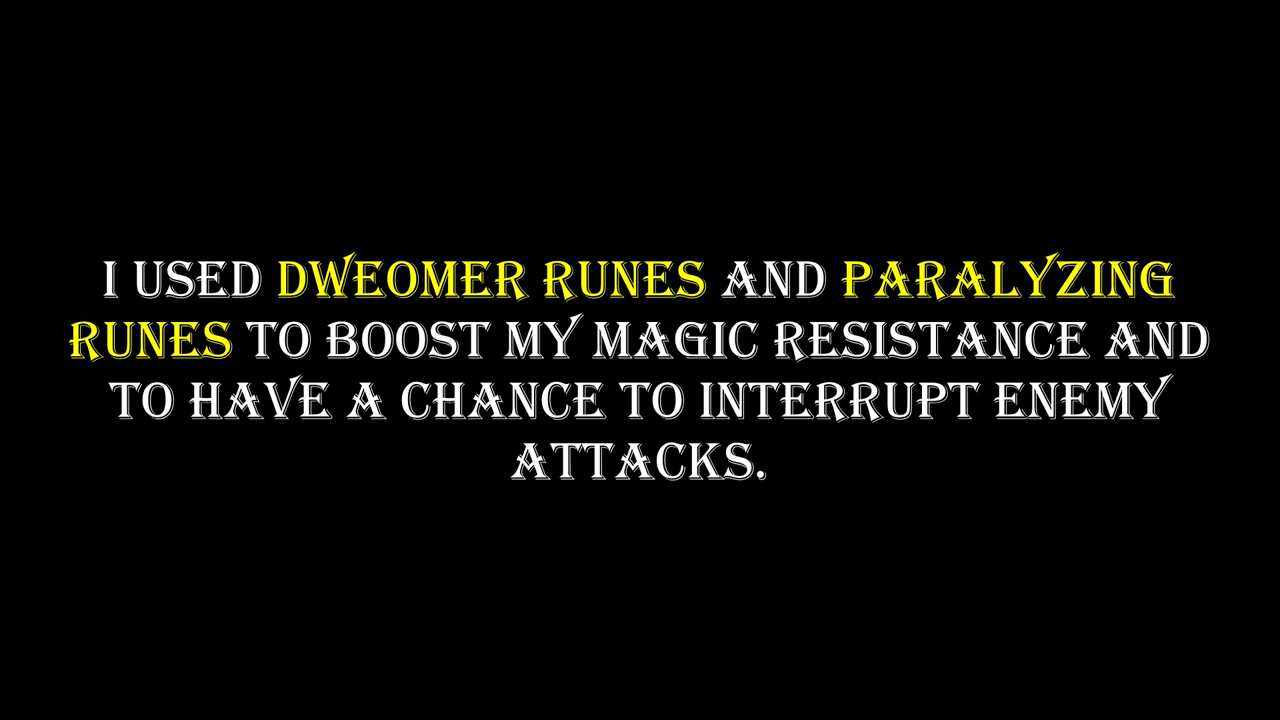 I USED DWEOMER RUNES AND PARALYZING
RUNES TO BOOST MY MAGIC RESISTANCE AND
TO HAVE A CHANCE TO INTERRUPT ENEMY
ATTACKS.